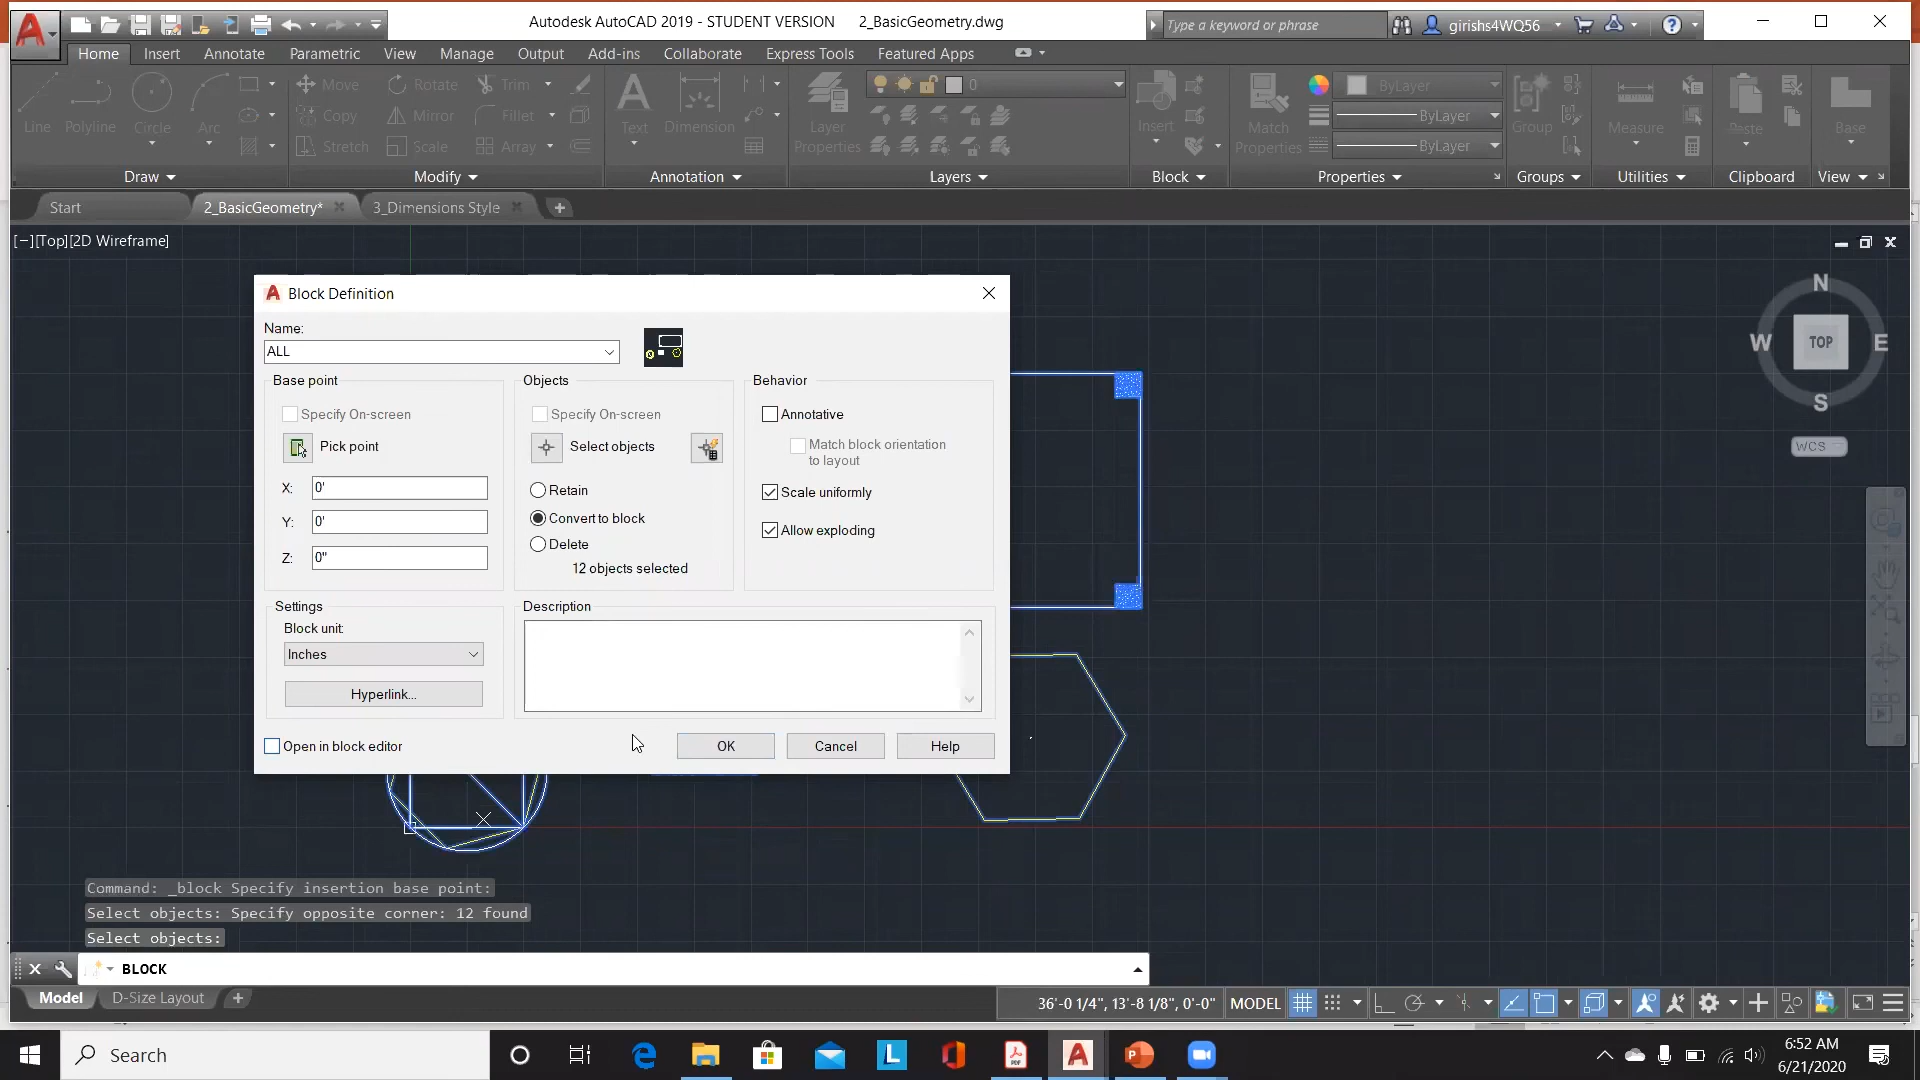 Autodesk AutoCAD 2019 - STUDENT VERSION 2_BasicGeometry.dwg
Type a keyword or phrase
girishs4WQ56
Home Insert Annotate Parametric View Manage Output Add-ins Collaborate Express Tools Featured Apps
Line Polyline Circle Arc
Move Rotate Trim
Copy Mirror Fillet
Stretch Scale Array
Text Dimension
Layer Properties
0
Insert
Match Properties
ByLayer
ByLayer
ByLayer
Group
Measure
Paste
Base
Draw Modify Annotation Layers Block Properties Groups Utilities Clipboard View
Start 2_BasicGeometry* 3_Dimensions Style
[−][Top][2D Wireframe]
N
W TOP E
S
WCS
Block Definition
Name:
ALL
Base point
Specify On-screen
Pick point
X: 0'
Y: 0'
Z: 0"
Objects
Specify On-screen
Select objects
Retain
Convert to block
Delete
12 objects selected
Behavior
Annotative
Match block orientation
to layout
Scale uniformly
Allow exploding
Settings
Block unit:
Inches
Hyperlink...
Description
Open in block editor
OK Cancel Help
Command: _block Specify insertion base point:
Select objects: Specify opposite corner: 12 found
Select objects:
BLOCK
Model D-Size Layout
36'-0 1/4", 13'-8 1/8", 0'-0" MODEL
Search
6:52 AM
6/21/2020